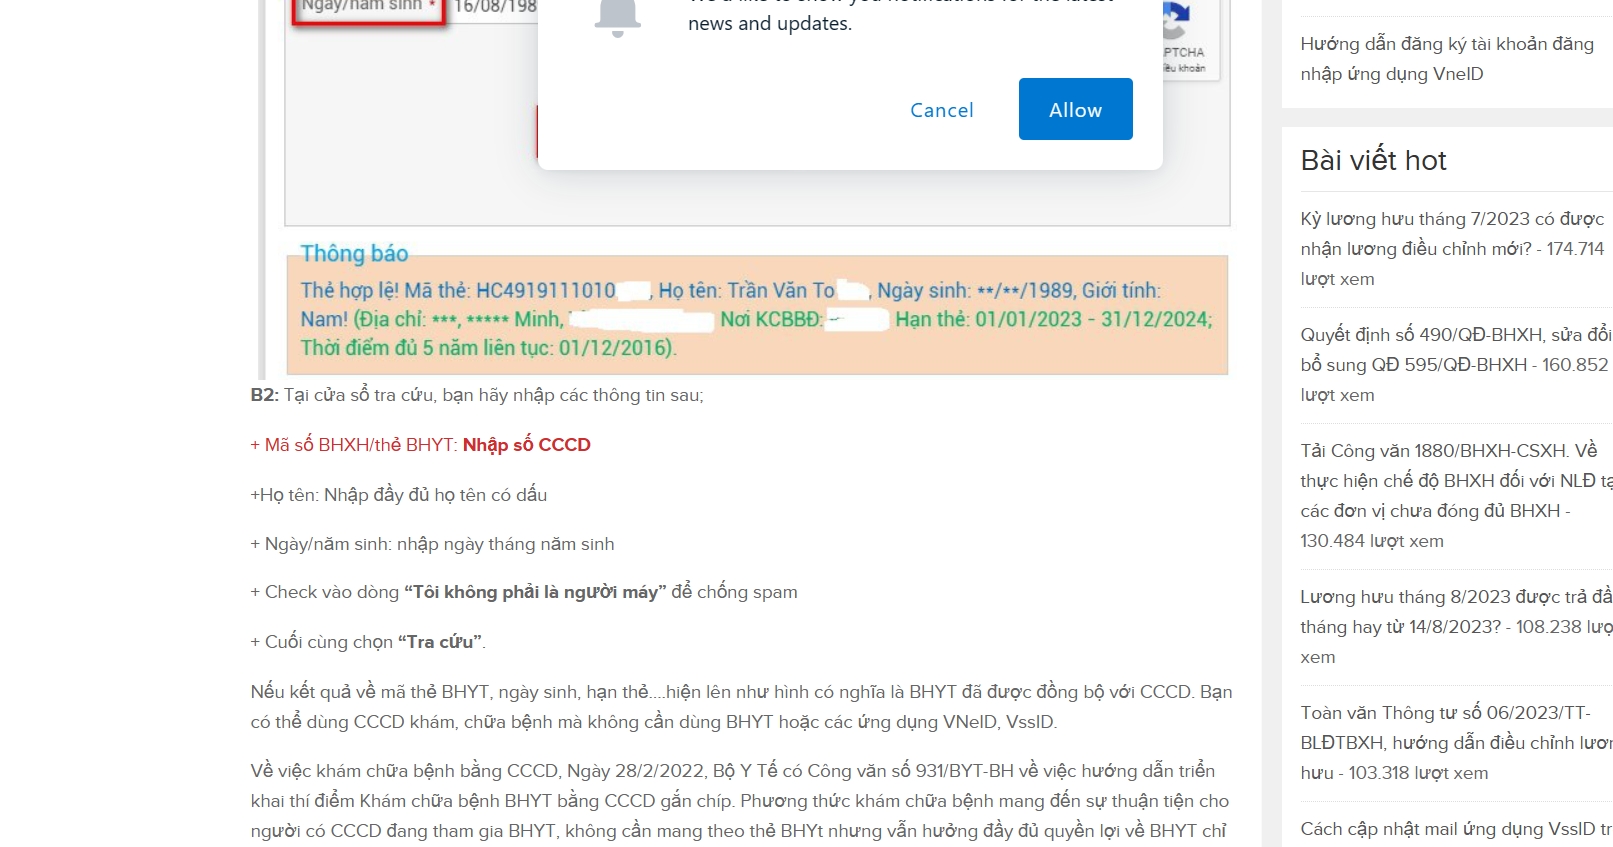 Ngày/năm sinh * 16/08/198
news and updates.
PTCHA
Cancel
Allow
Thông báo
Thẻ hợp lệ! Mã thẻ: HC4919111010 , Họ tên: Trần Văn To , Ngày sinh: **/**/1989, Giới tính:
Nam! (Địa chỉ: ***, ***** Minh, Nơi KCBBĐ: Hạn thẻ: 01/01/2023 - 31/12/2024;
Thời điểm đủ 5 năm liên tục: 01/12/2016).
B2: Tại cửa sổ tra cứu, bạn hãy nhập các thông tin sau;
+ Mã số BHXH/thẻ BHYT: Nhập số CCCD
+Họ tên: Nhập đầy đủ họ tên có dấu
+ Ngày/năm sinh: nhập ngày tháng năm sinh
+ Check vào dòng “Tôi không phải là người máy” để chống spam
+ Cuối cùng chọn “Tra cứu”.
Nếu kết quả về mã thẻ BHYT, ngày sinh, hạn thẻ....hiện lên như hình có nghĩa là BHYT đã được đồng bộ với CCCD. Bạn
có thể dùng CCCD khám, chữa bệnh mà không cần dùng BHYT hoặc các ứng dụng VNeID, VssID.
Về việc khám chữa bệnh bằng CCCD, Ngày 28/2/2022, Bộ Y Tế có Công văn số 931/BYT-BH về việc hướng dẫn triển
khai thí điểm Khám chữa bệnh BHYT bằng CCCD gắn chíp. Phương thức khám chữa bệnh mang đến sự thuận tiện cho
người có CCCD đang tham gia BHYT, không cần mang theo thẻ BHYt nhưng vẫn hưởng đầy đủ quyền lợi về BHYT chỉ
Hướng dẫn đăng ký tài khoản đăng
nhập ứng dụng VneID
Bài viết hot
Kỳ lương hưu tháng 7/2023 có được
nhận lương điều chỉnh mới? - 174.714
lượt xem
Quyết định số 490/QĐ-BHXH, sửa đổi
bổ sung QĐ 595/QĐ-BHXH - 160.852
lượt xem
Tải Công văn 1880/BHXH-CSXH. Về
thực hiện chế độ BHXH đối với NLĐ tạ
các đơn vị chưa đóng đủ BHXH -
130.484 lượt xem
Lương hưu tháng 8/2023 được trả đầ
tháng hay từ 14/8/2023? - 108.238 lượ
xem
Toàn văn Thông tư số 06/2023/TT-
BLĐTBXH, hướng dẫn điều chỉnh lươn
hưu - 103.318 lượt xem
Cách cập nhật mail ứng dụng VssID tr